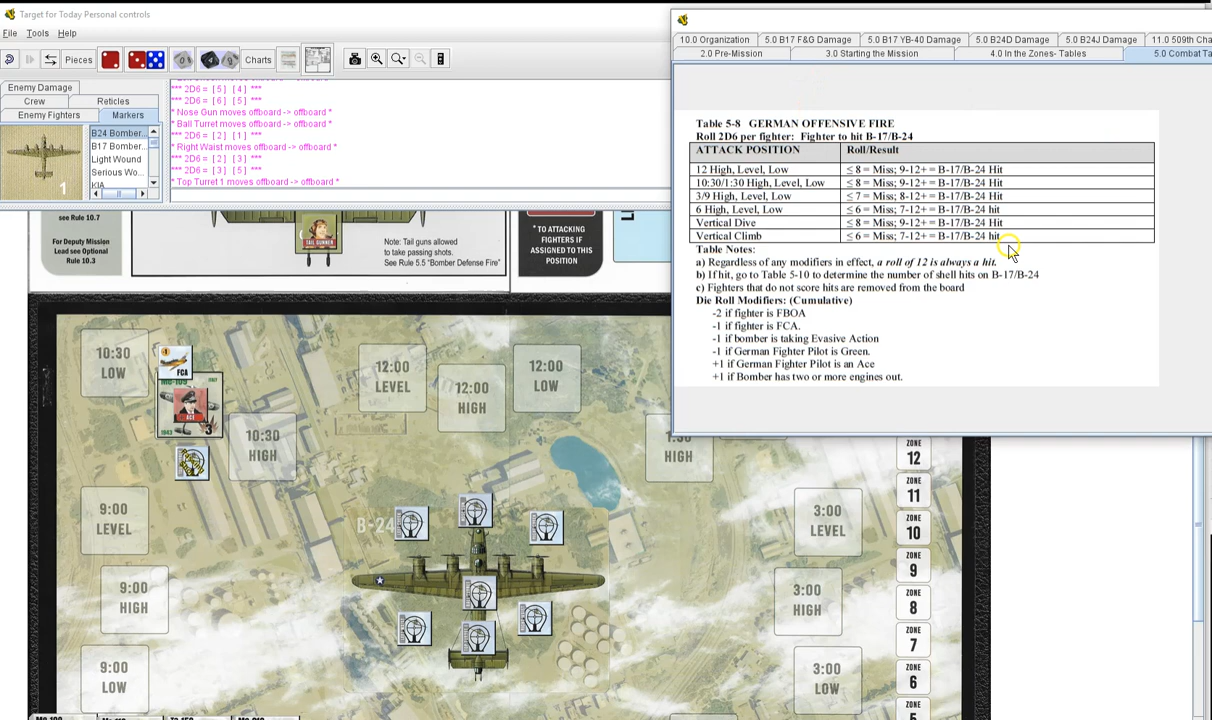 Target for Today Personal controls
File Tools Help
Pieces Charts
Enemy Damage
Crew Reticles
Enemy Fighters Markers
B24 Bomber...
B17 Bomber...
Light Wound
Serious Wo...
KIA
1
*** 2D6 = [ 5 ] [ 4 ] ***
*** 2D6 = [ 6 ] [ 5 ] ***
* Nose Gun moves offboard -> offboard *
* Ball Turret moves offboard -> offboard *
*** 2D6 = [ 2 ] [ 1 ] ***
* Right Waist moves offboard -> offboard *
*** 2D6 = [ 2 ] [ 3 ] ***
*** 2D6 = [ 3 ] [ 5 ] ***
* Top Turret 1 moves offboard -> offboard *
10.0 Organization 5.0 B17 F&G Damage 5.0 B17 YB-40 Damage 5.0 B24D Damage 5.0 B24J Damage 11.0 509th Cha
2.0 Pre-Mission 3.0 Starting the Mission 4.0 In the Zones- Tables 5.0 Combat Ta
Table 5-8 GERMAN OFFENSIVE FIRE
Roll 2D6 per fighter: Fighter to hit B-17/B-24
ATTACK POSITION Roll/Result
12 High, Level, Low ≤ 8 = Miss; 9-12+ = B-17/B-24 Hit
10:30/1:30 High, Level, Low ≤ 8 = Miss; 9-12+ = B-17/B-24 Hit
3/9 High, Level, Low ≤ 7 = Miss; 8-12+ = B-17/B-24 Hit
6 High, Level, Low ≤ 6 = Miss; 7-12+ = B-17/B-24 hit
Vertical Dive ≤ 8 = Miss; 9-12+ = B-17/B-24 Hit
Vertical Climb ≤ 6 = Miss; 7-12+ = B-17/B-24 hit
Table Notes:
a) Regardless of any modifiers in effect, a roll of 12 is always a hit.
b) If hit, go to Table 5-10 to determine the number of shell hits on B-17/B-24
c) Fighters that do not score hits are removed from the board
Die Roll Modifiers: (Cumulative)
-2 if fighter is FBOA
-1 if fighter is FCA.
-1 if bomber is taking Evasive Action
-1 if German Fighter Pilot is Green.
+1 if German Fighter Pilot is an Ace
+1 if Bomber has two or more engines out.
see Rule 10.7
For Deputy Mission
Lead see Optional
Rule 10.3
TAIL GUNNER
Note: Tail guns allowed
to take passing shots.
See Rule 5.5 "Bomber Defense Fire"
* TO ATTACKING
FIGHTERS IF
ASSIGNED TO THIS
POSITION
10:30
LOW
FCA
ACE
1943
3
10:30
HIGH
12:00
LEVEL
12:00
HIGH
12:00
LOW
HIGH
9:00
LEVEL
9:00
HIGH
9:00
LOW
B-24
3:00
LEVEL
3:00
HIGH
3:00
LOW
ZONE
12
ZONE
11
ZONE
10
ZONE
9
ZONE
8
ZONE
7
ZONE
6
ZONE